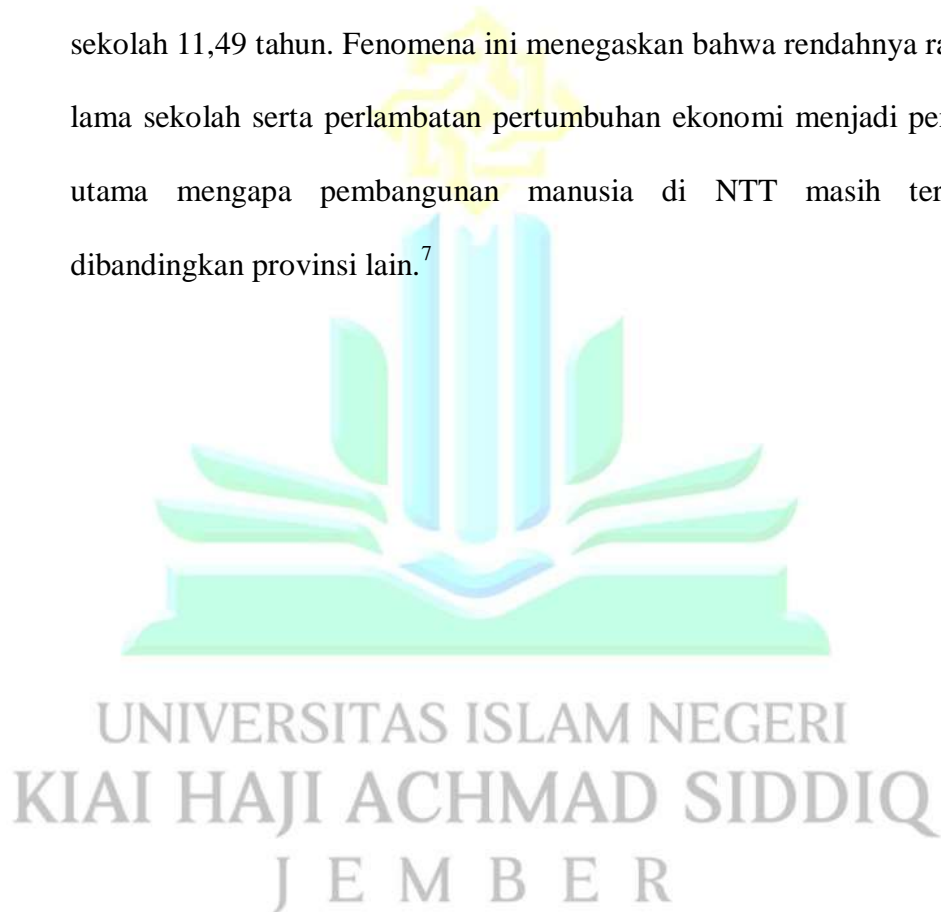 sekolah 11,49 tahun. Fenomena ini menegaskan bahwa rendahnya
lama sekolah serta perlambatan pertumbuhan ekonomi menjadi
utama mengapa pembangunan manusia di NTT masih
dibandingkan provinsi lain.7
UNIVERSITAS ISLAM NEGERI
KIAI HAJI ACHMAD SIDDIQ
JEMBER